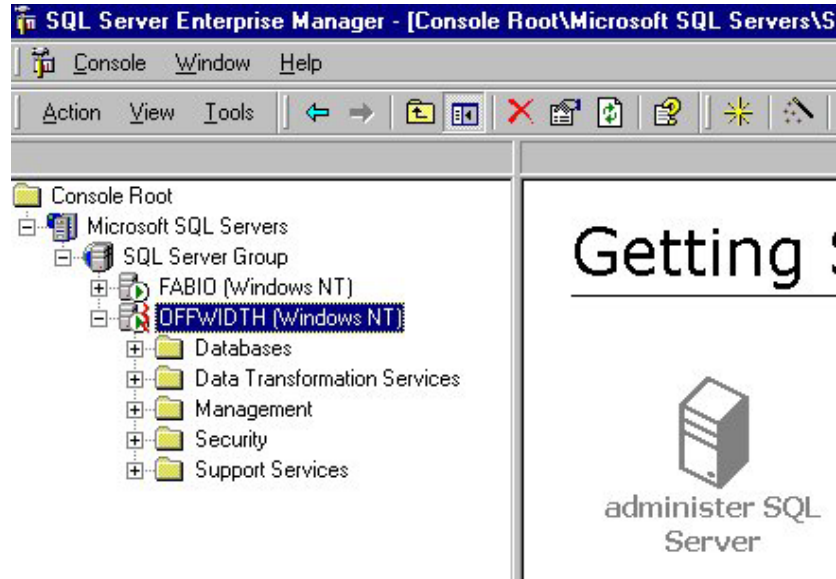 SQL Server Enterprise Manager - [Console Root\Microsoft SQL Servers\S
Console Window Help
Action View Tools
Console Root
Microsoft SQL Servers
SQL Server Group
FABIO (Windows NT)
OFFWIDTH (Windows NT)
Databases
Data Transformation Services
Management
Security
Support Services
Getting S
administer SQL
Server